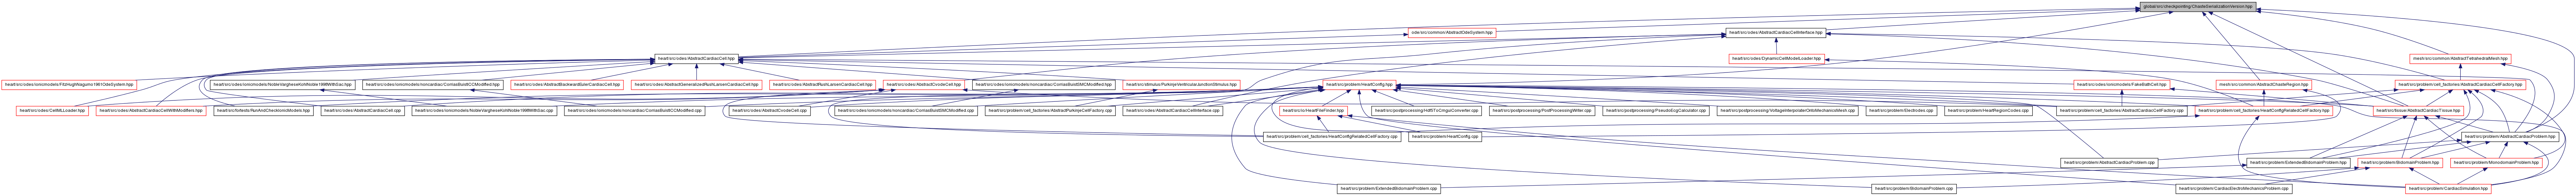 global/src/checkpointing/ChasteSerializationVersion.hpp
ode/src/common/AbstractOdeSystem.hpp
heart/src/odes/AbstractCardiacCellInterface.hpp
heart/src/odes/AbstractCardiacCell.hpp
heart/src/odes/DynamicCellModelLoader.hpp
mesh/src/common/AbstractTetrahedralMesh.hpp
heart/src/odes/ionicmodels/FitzHughNagumo1961OdeSystem.hpp
heart/src/odes/ionicmodels/NobleVargheseKohlNoble1998WithSac.hpp
heart/src/odes/ionicmodels/noncardiac/CorriasBuistICCModified.hpp
heart/src/odes/AbstractBackwardEulerCardiacCell.hpp
heart/src/odes/AbstractGeneralizedRushLarsenCardiacCell.hpp
heart/src/odes/AbstractRushLarsenCardiacCell.hpp
heart/src/odes/AbstractCvodeCell.hpp
heart/src/odes/ionicmodels/noncardiac/CorriasBuistSMCModified.hpp
heart/src/stimulus/PurkinjeVentricularJunctionStimulus.hpp
heart/src/problem/HeartConfig.hpp
heart/src/odes/ionicmodels/FakeBathCell.hpp
mesh/src/common/AbstractChasteRegion.hpp
heart/src/problem/cell_factories/AbstractCardiacCellFactory.hpp
heart/src/odes/CellMLLoader.hpp
heart/src/odes/AbstractCardiacCellWithModifiers.hpp
heart/src/fortests/RunAndCheckIonicModels.hpp
heart/src/odes/AbstractCardiacCell.cpp
heart/src/odes/ionicmodels/NobleVargheseKohlNoble1998WithSac.cpp
heart/src/odes/ionicmodels/noncardiac/CorriasBuistICCModified.cpp
heart/src/odes/AbstractCvodeCell.cpp
heart/src/odes/ionicmodels/noncardiac/CorriasBuistSMCModified.cpp
heart/src/problem/cell_factories/AbstractPurkinjeCellFactory.cpp
heart/src/odes/AbstractCardiacCellInterface.cpp
heart/src/io/HeartFileFinder.hpp
heart/src/postprocessing/Hdf5ToCmguiConverter.cpp
heart/src/postprocessing/PostProcessingWriter.cpp
heart/src/postprocessing/PseudoEcgCalculator.cpp
heart/src/postprocessing/VoltageInterpolaterOntoMechanicsMesh.cpp
heart/src/problem/Electrodes.cpp
heart/src/problem/HeartRegionCodes.cpp
heart/src/problem/cell_factories/AbstractCardiacCellFactory.cpp
heart/src/problem/cell_factories/HeartConfigRelatedCellFactory.hpp
heart/src/tissue/AbstractCardiacTissue.hpp
heart/src/problem/cell_factories/HeartConfigRelatedCellFactory.cpp
heart/src/problem/HeartConfig.cpp
heart/src/problem/AbstractCardiacProblem.hpp
heart/src/problem/AbstractCardiacProblem.cpp
heart/src/problem/ExtendedBidomainProblem.hpp
heart/src/problem/BidomainProblem.hpp
heart/src/problem/MonodomainProblem.hpp
heart/src/problem/ExtendedBidomainProblem.cpp
heart/src/problem/BidomainProblem.cpp
heart/src/problem/CardiacElectroMechanicsProblem.cpp
heart/src/problem/CardiacSimulation.hpp